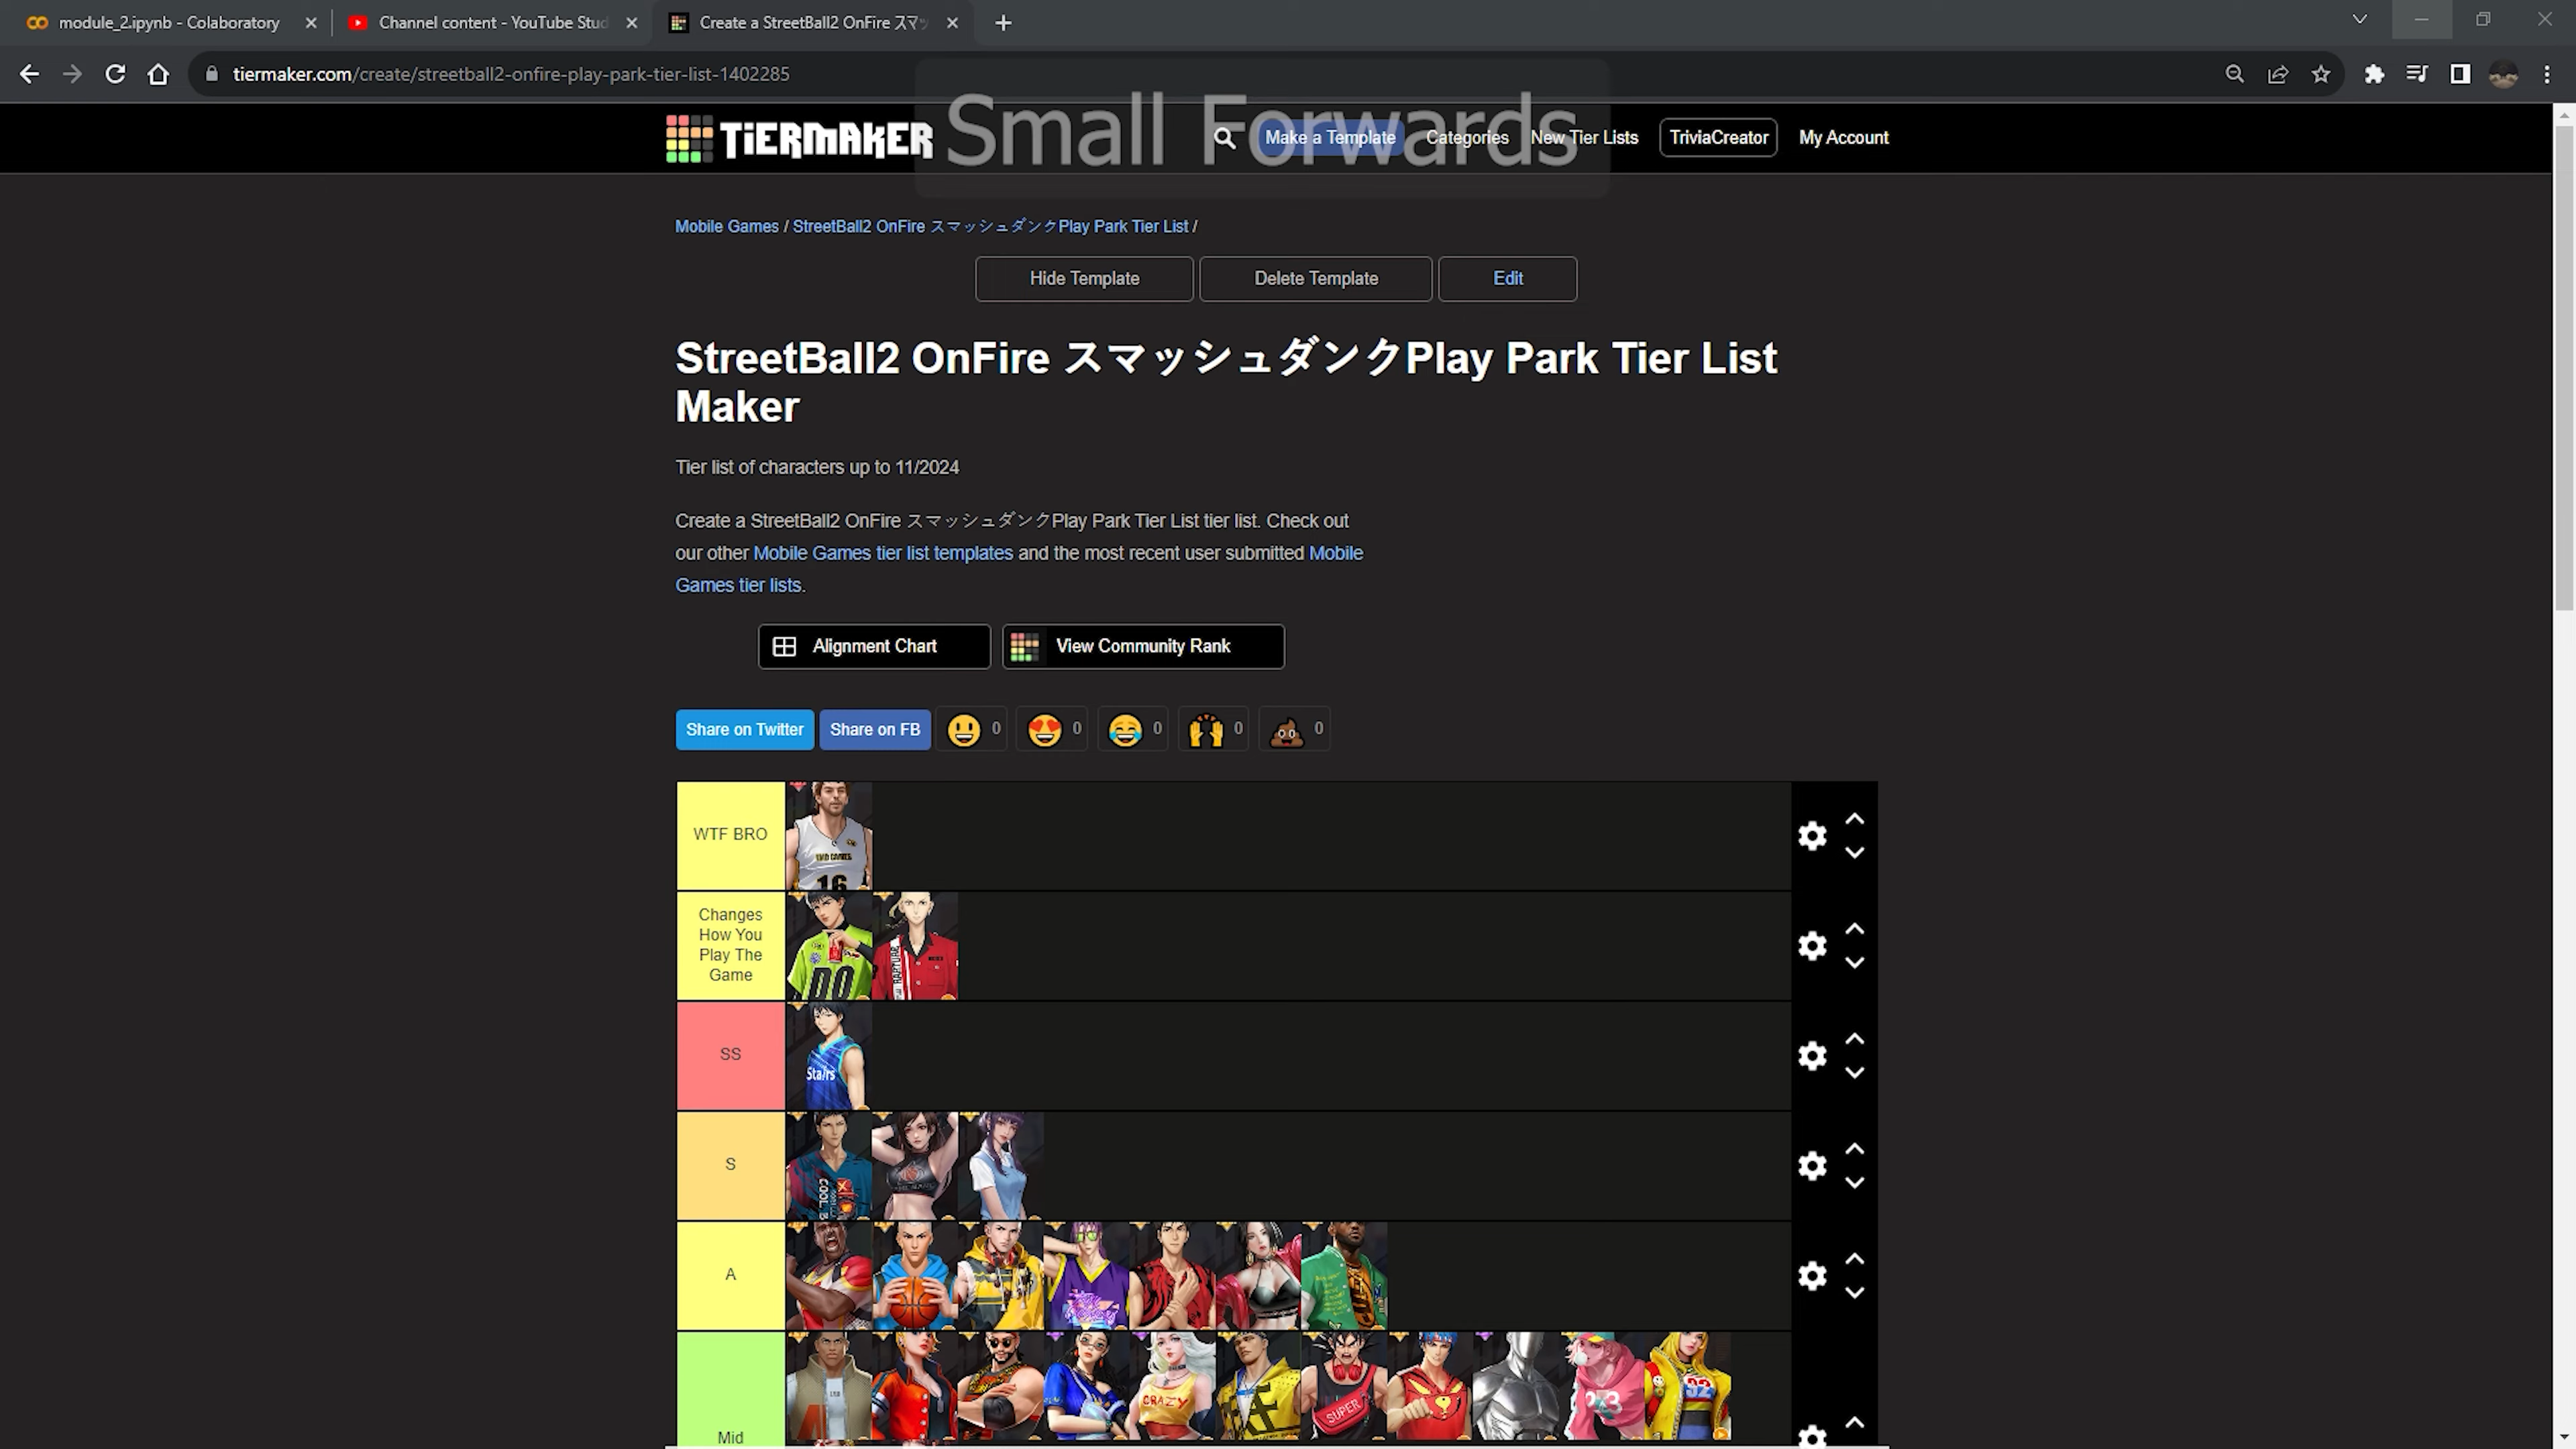 module_2.ipynb - Colaboratory
Channel content - YouTube Stud
Create a StreetBall2 OnFire スマッ
tiermaker.com/create/streetball2-onfire-play-park-tier-list-1402285
Small Forwards
TiERMAKER
Make a Template
Categories
New Tier Lists
TriviaCreator
My Account
Mobile Games / StreetBall2 OnFire スマッシュダンクPlay Park Tier List /
Hide Template
Delete Template
Edit
StreetBall2 OnFire スマッシュダンクPlay Park Tier List
Maker
Tier list of characters up to 11/2024
Create a StreetBall2 OnFire スマッシュダンクPlay Park Tier List tier list. Check out
our other Mobile Games tier list templates and the most recent user submitted Mobile
Games tier lists.
Alignment Chart
View Community Rank
Share on Twitter
Share on FB
0
0
0
0
0
WTF BRO
16
Changes
How You
Play The
Game
DO
SS
Stairs
S
COOL
A
Mid
CRAZY
SUPER